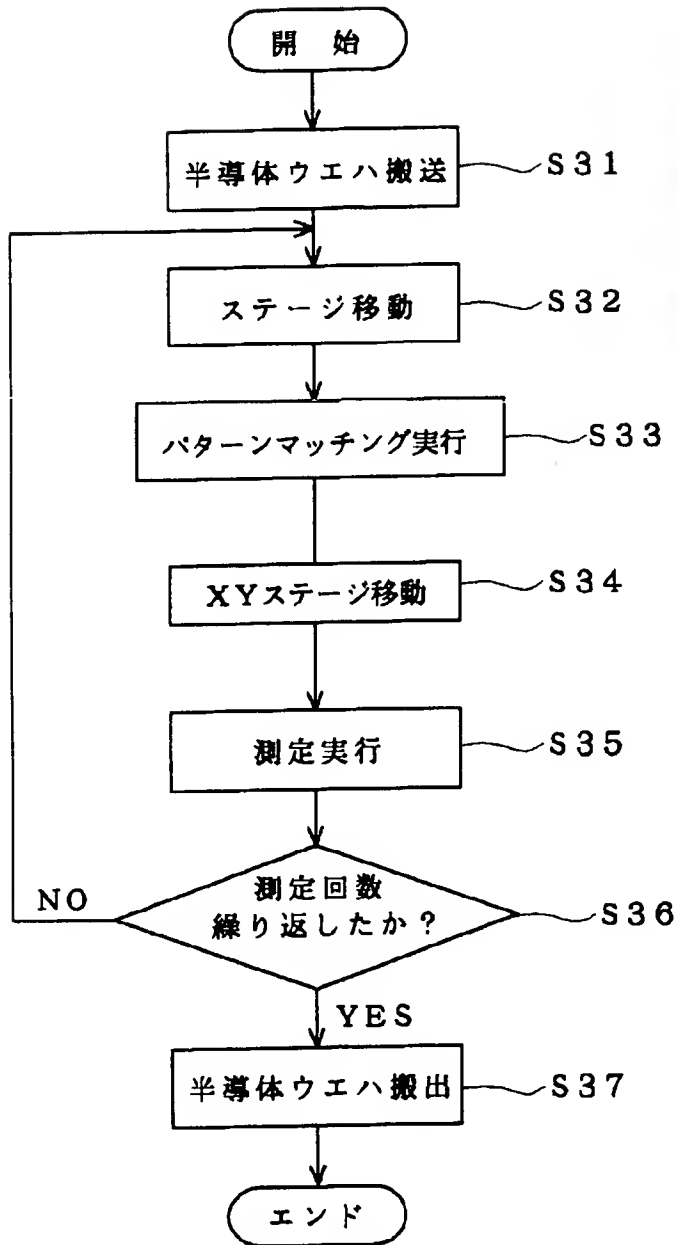 開始
半導体ウエハ搬送
S31
ステージ移動
S32
パターンマッチング実行
S33
XYステージ移動
S34
測定実行
S35
測定回数
繰り返したか？
S36
NO
YES
半導体ウエハ搬出
S37
エンド